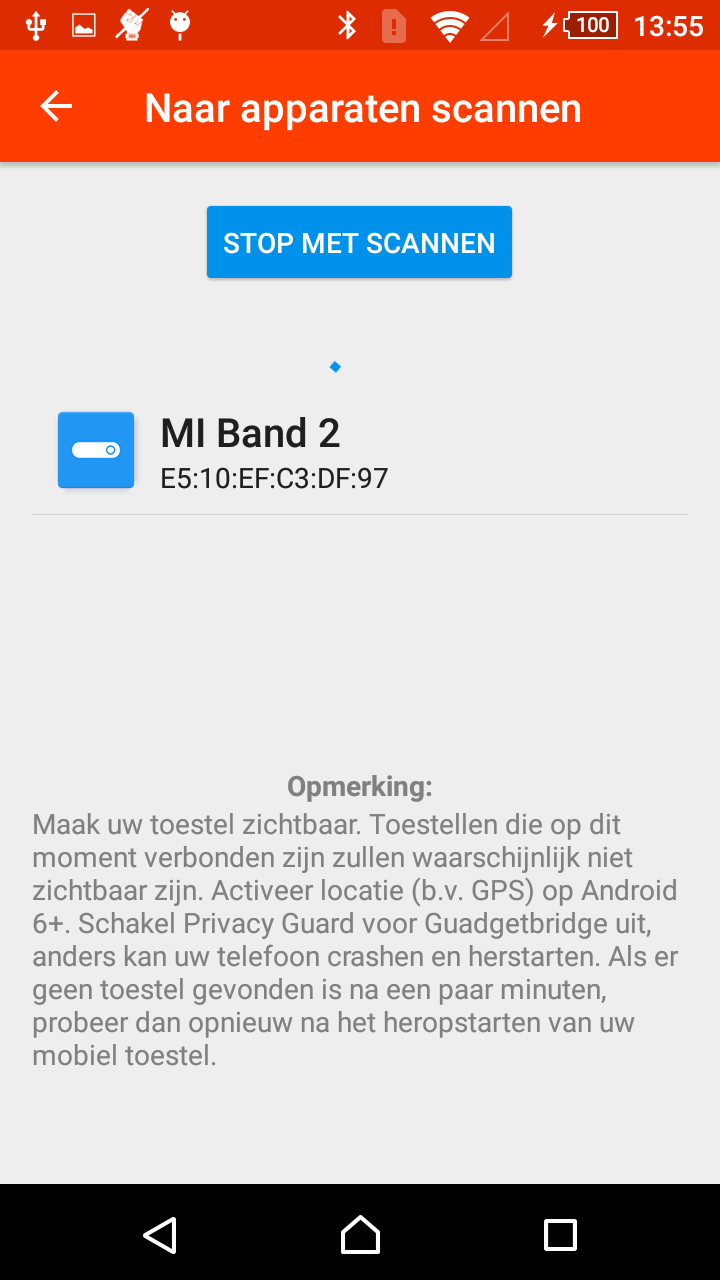 100 13:55
Naar apparaten scannen
STOP MET SCANNEN
MI Band 2
E5:10:EF:C3:DF:97
Opmerking:
Maak uw toestel zichtbaar. Toestellen die op dit
moment verbonden zijn zullen waarschijnlijk niet
zichtbaar zijn. Activeer locatie (b.v. GPS) op Android
6+. Schakel Privacy Guard voor Guadgetbridge uit,
anders kan uw telefoon crashen en herstarten. Als er
geen toestel gevonden is na een paar minuten,
probeer dan opnieuw na het heropstarten van uw
mobiel toestel.